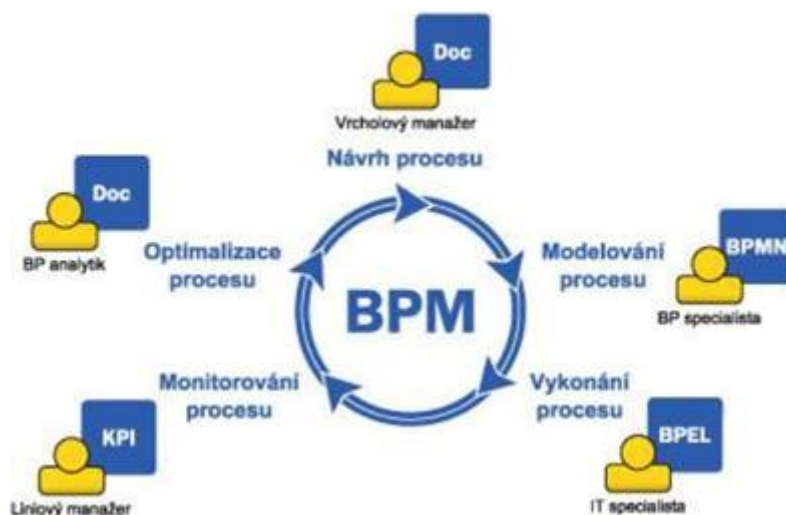 Doc
Vrcholový manažer
Návrh procesu
Doc
BP analytik
Optimalizace
procesu
BPM
Modelování
procesu
BPMN
BP specialista
Monitorování
procesu
KPI
Liniový manažer
Vykonání
procesu
BPEL
IT specialista